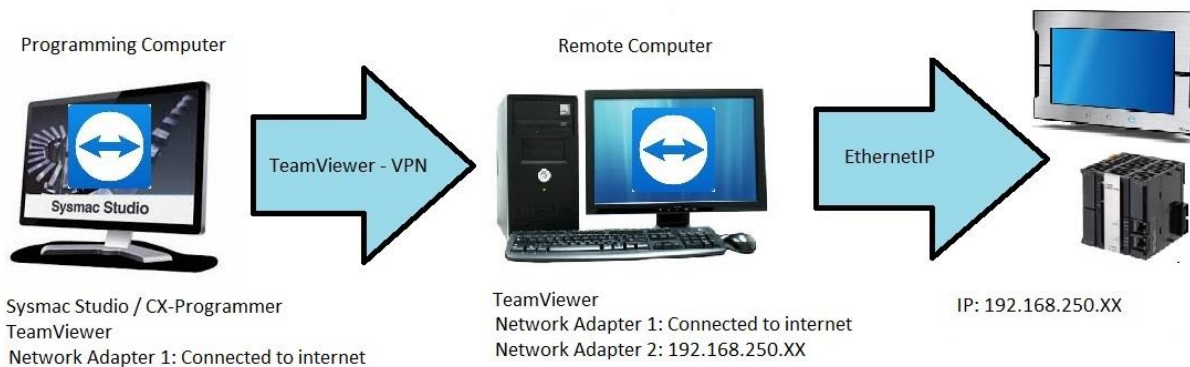 Programming Computer
Remote Computer
Sysmac Studio
TeamViewer - VPN
EthernetIP
Sysmac Studio / CX-Programmer
TeamViewer
Network Adapter 1: Connected to internet
TeamViewer
Network Adapter 1: Connected to internet
Network Adapter 2: 192.168.250.XX
IP: 192.168.250.XX